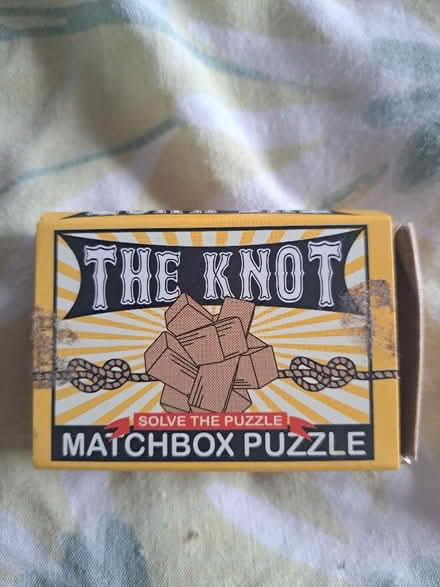 THE KNOT
SOLVE THE PUZZLE
MATCHBOX PUZZLE